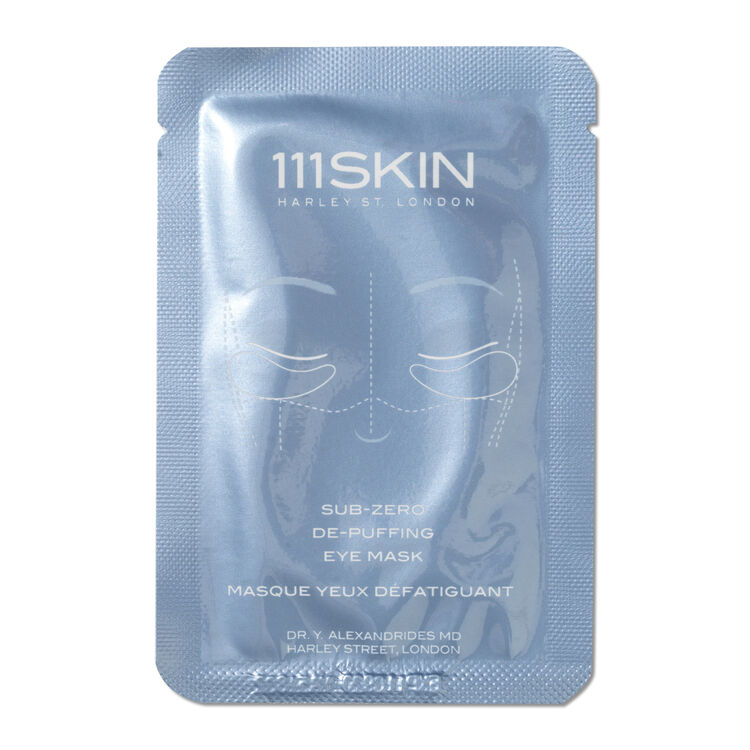 111SKIN
HARLEY ST. LONDON
SUB-ZERO
DE-PUFFING
EYE MASK
MASQUE YEUX DÉFATIGUANT
DR. Y. ALEXANDRIDES MD
HARLEY STREET, LONDON